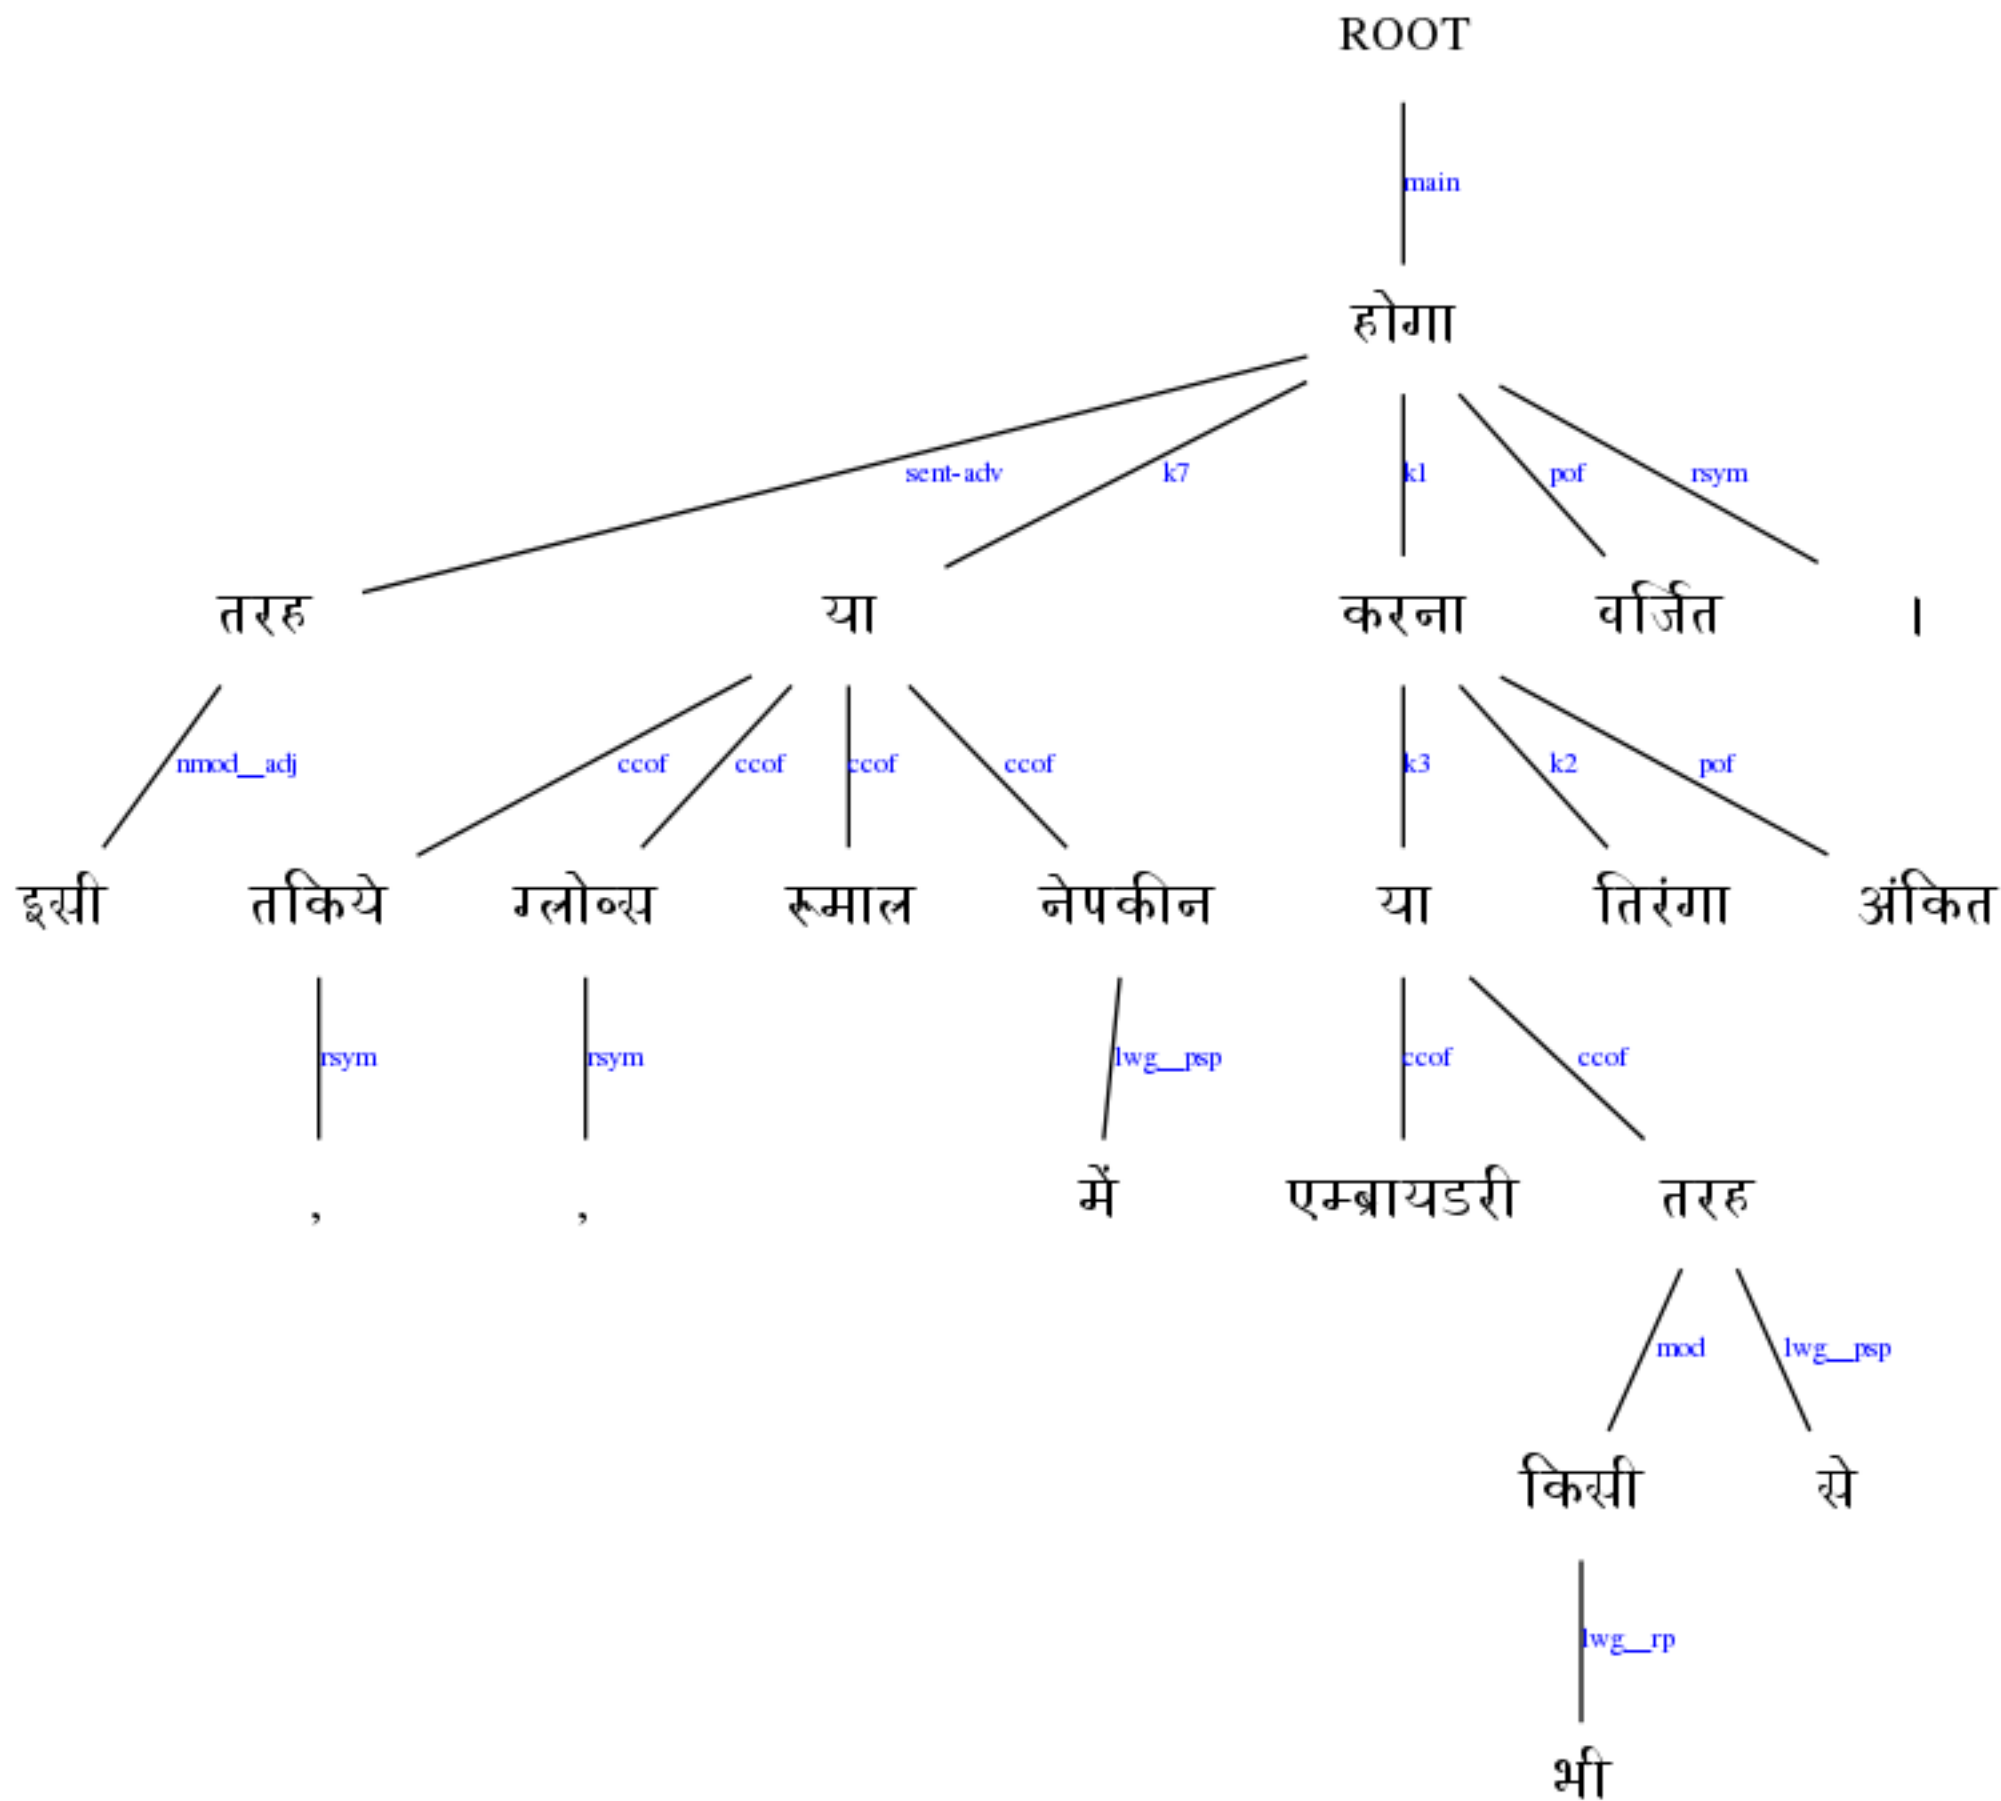 ROOT
main
होगा
sent-adv k7 k1 pof rsym
तरह या करना वर्जित ।
nmod__adj ccof ccof ccof ccof k3 k2 pof
इसी तकिये ग्लोव्स रूमाल नेपकीन या तिरंगा अंकित
rsym rsym lwg__psp ccof ccof
, , में एम्ब्रायडरी तरह
mod lwg__psp
किसी से
lwg__rp
भी